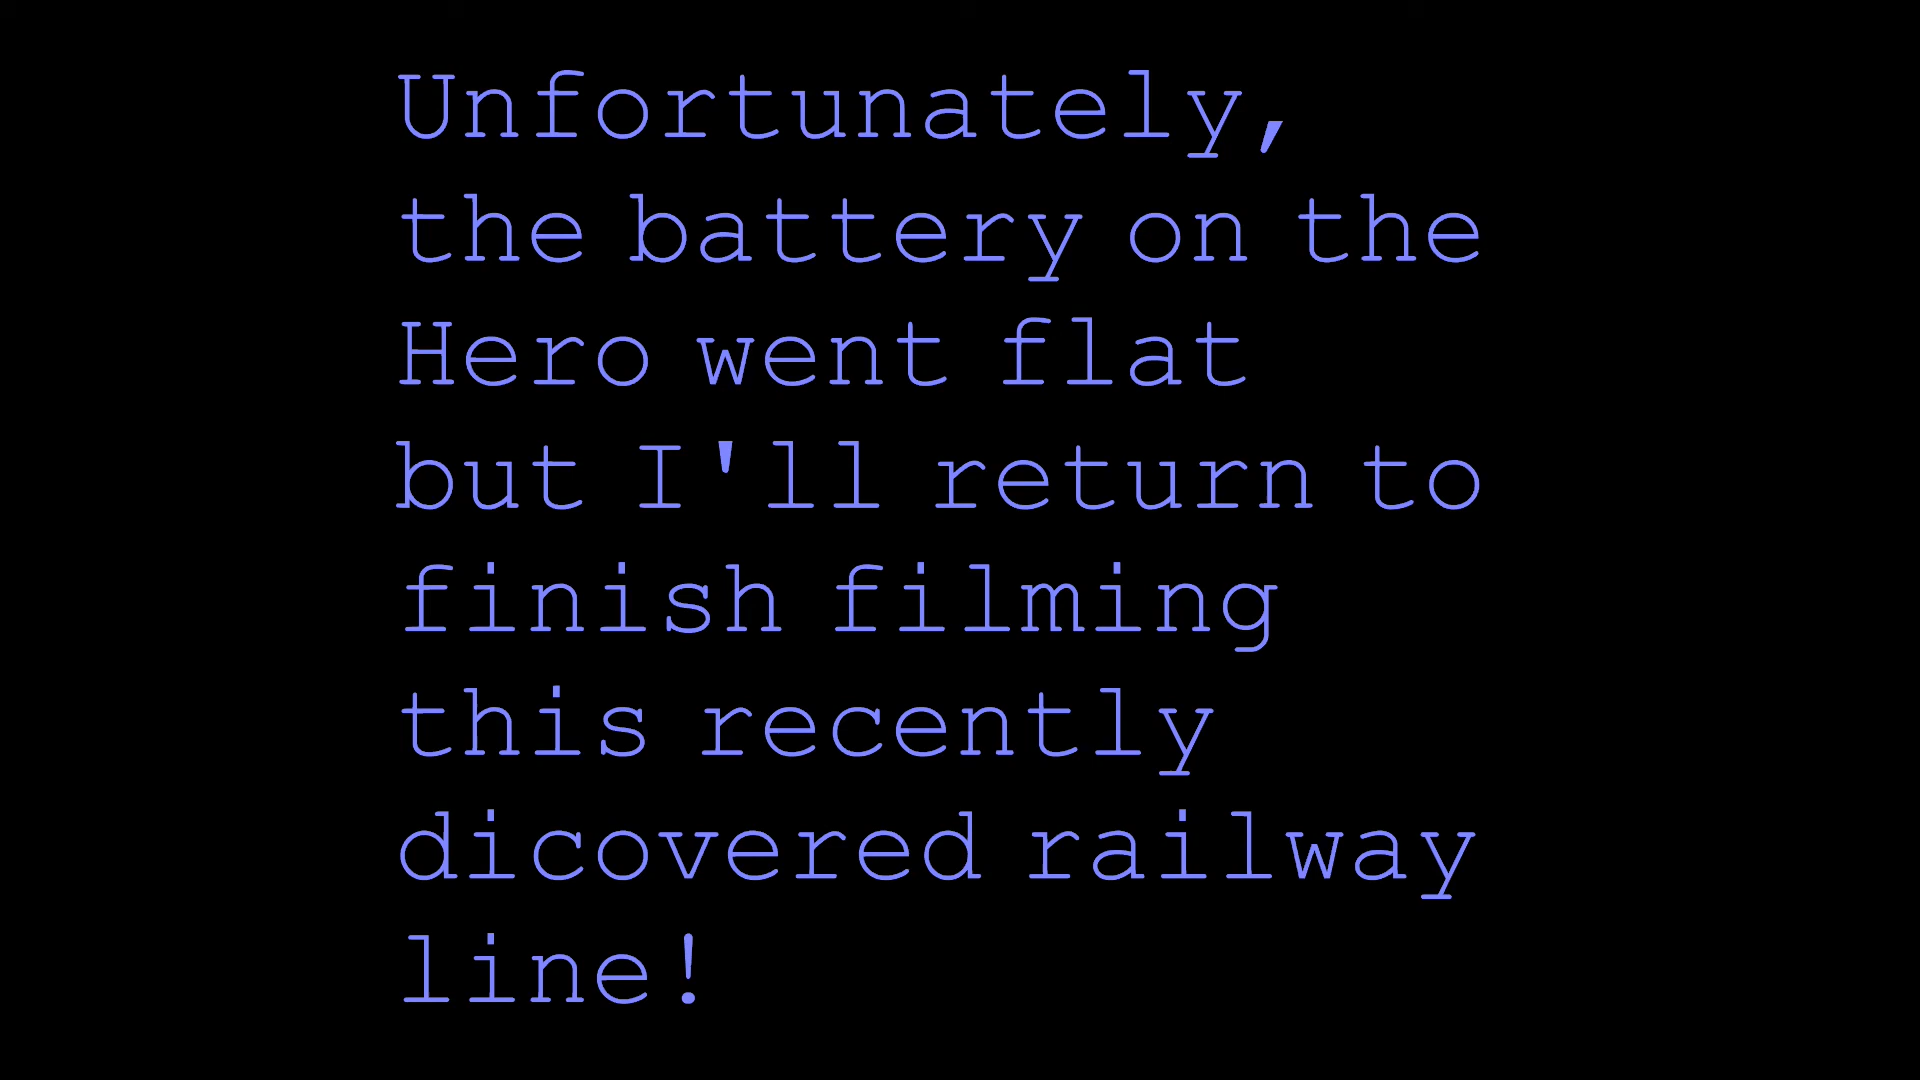 Unfortunately,
the battery on the
Hero went flat
but I'll return to
finish filming
this recently
dicovered railway
line!